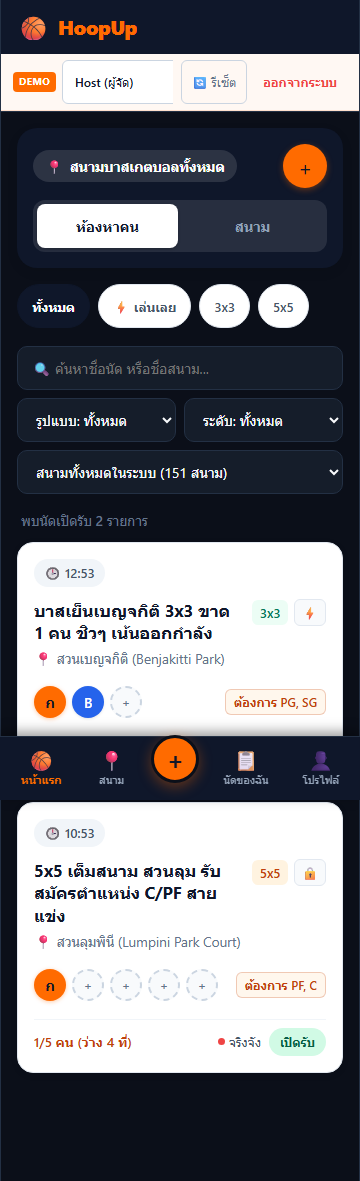 HoopUp
DEMO Host (ผู้จัด) รีเซ็ต ออกจากระบบ
สนามบาสเกตบอลทั้งหมด +
ห้องหาคน สนาม
ทั้งหมด เล่นเลย 3x3 5x5
ค้นหาชื่อนัด หรือชื่อสนาม...
รูปแบบ: ทั้งหมด ระดับ: ทั้งหมด
สนามทั้งหมดในระบบ (151 สนาม)
พบนัดเปิดรับ 2 รายการ
12:53
บาสเย็นเบญจกิติ 3x3 ขาด 3x3
1 คน ชิวๆ เน้นออกกำลัง
สวนเบญจกิติ (Benjakitti Park)
ก B + ต้องการ PG, SG
+
หน้าแรก สนาม นัดของฉัน โปรไฟล์
10:53
5x5 เต็มสนาม สวนลุม รับ 5x5
สมัครตำแหน่ง C/PF สาย
แข่ง
สวนลุมพินี (Lumpini Park Court)
ก + + + + ต้องการ PF, C
1/5 คน (ว่าง 4 ที่) จริงจัง เปิดรับ